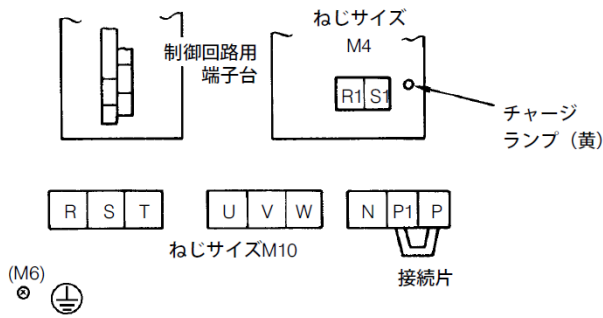 ねじサイズ
M4
制御回路用
端子台
R1 S1
チャージ
ランプ（黄）
R S T
U V W
N P1 P
ねじサイズM10
接続片
(M6)